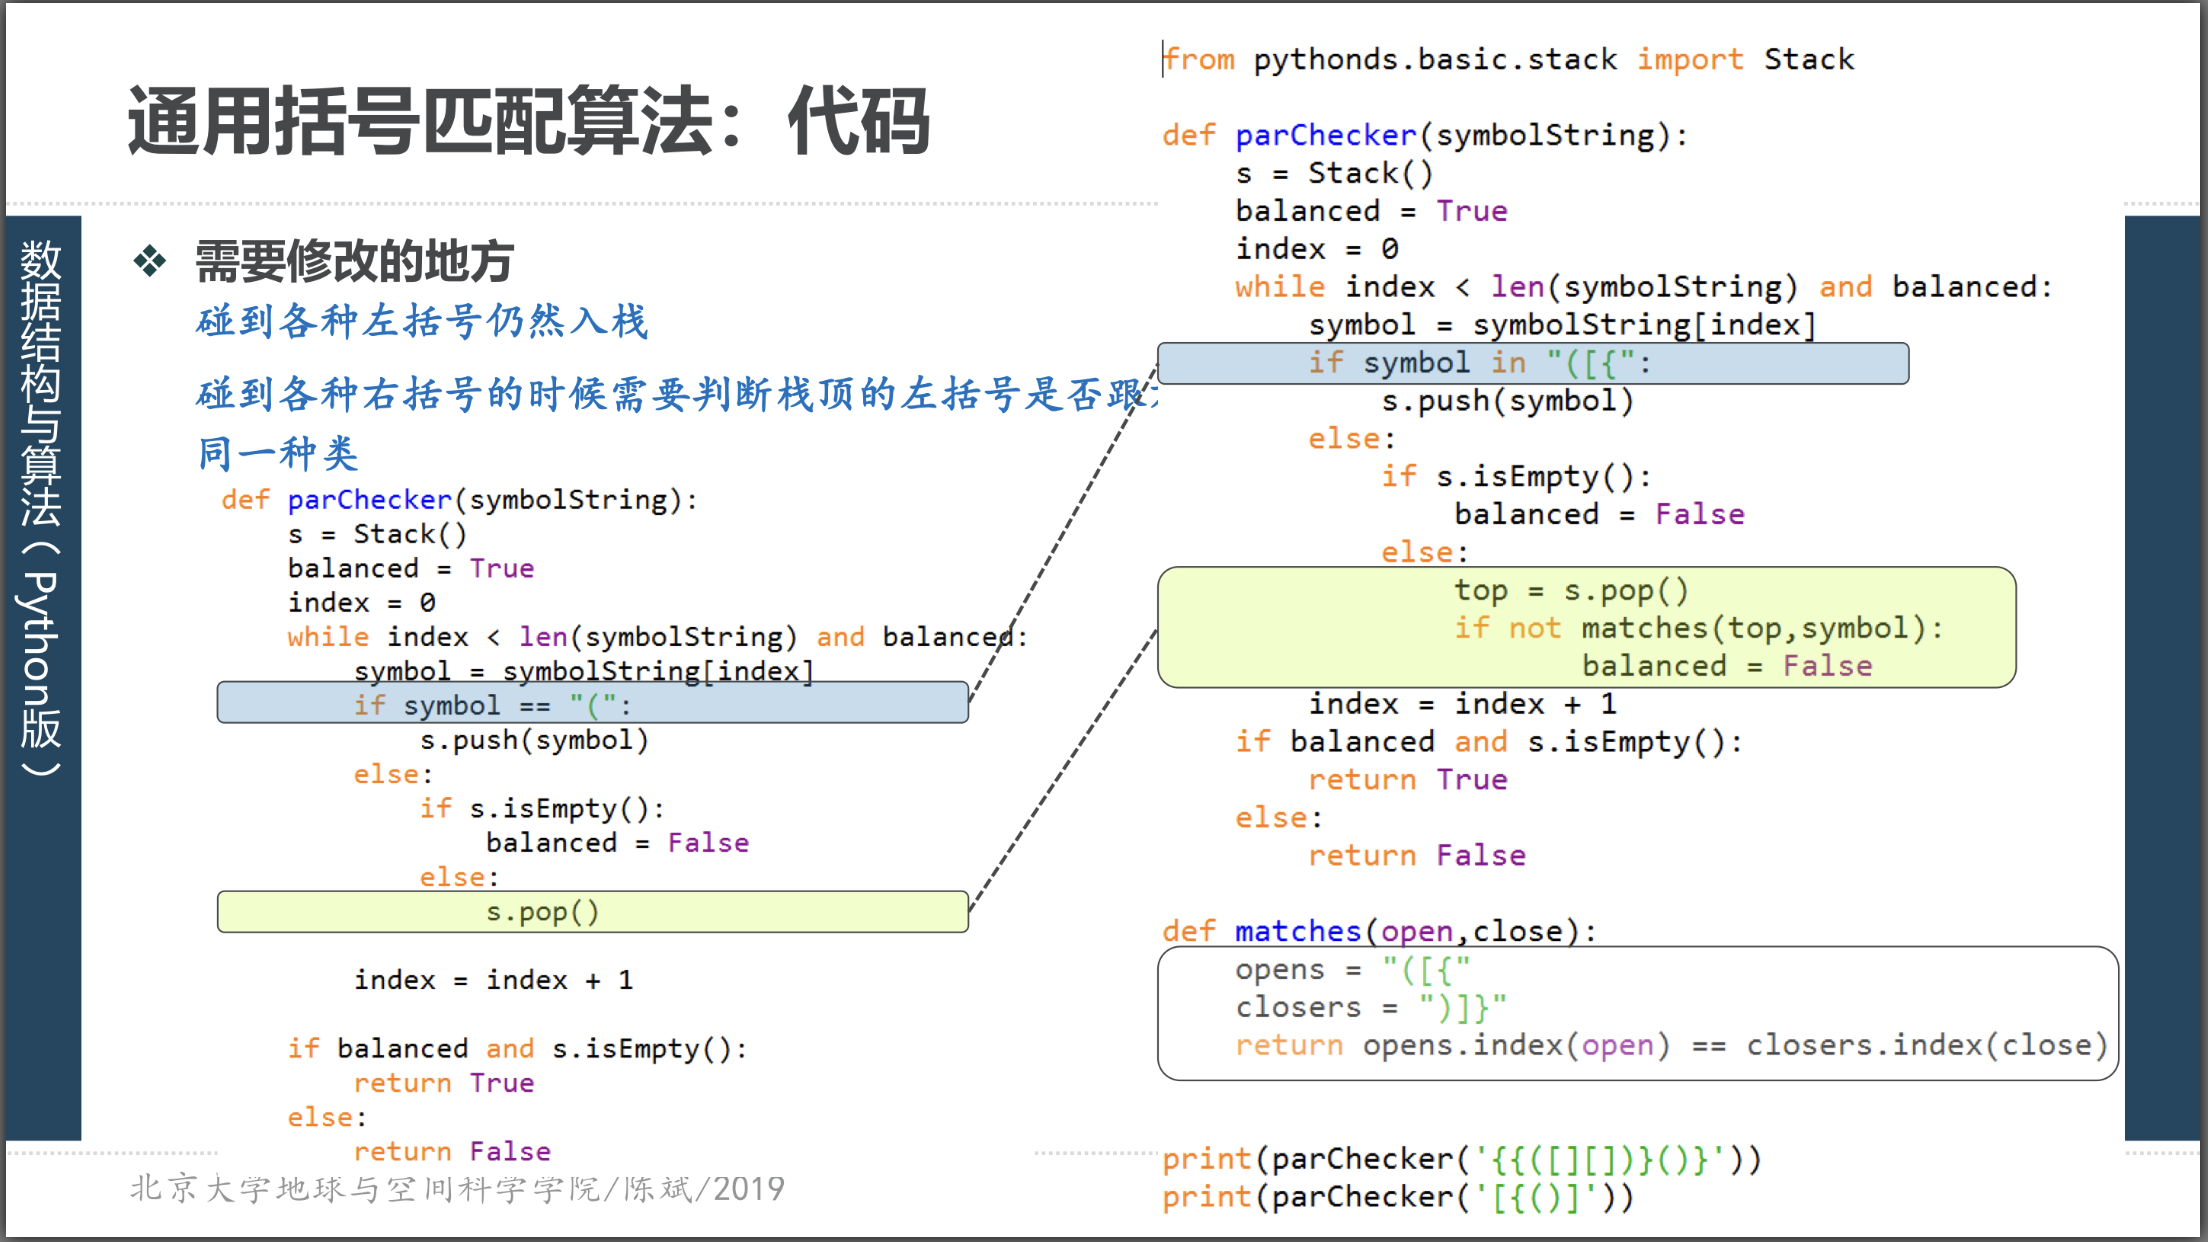 通用括号匹配算法：代码
数据结构与算法（Python版）
❖ 需要修改的地方
碰到各种左括号仍然入栈
碰到各种右括号的时候需要判断栈顶的左括号是否跟
同一种类
def parChecker(symbolString):
    s = Stack()
    balanced = True
    index = 0
    while index < len(symbolString) and balanced:
        symbol = symbolString[index]
        if symbol == "(":
            s.push(symbol)
        else:
            if s.isEmpty():
                balanced = False
            else:
                s.pop()
        index = index + 1
    if balanced and s.isEmpty():
        return True
    else:
        return False
from pythonds.basic.stack import Stack
def parChecker(symbolString):
    s = Stack()
    balanced = True
    index = 0
    while index < len(symbolString) and balanced:
        symbol = symbolString[index]
        if symbol in "([{":
            s.push(symbol)
        else:
            if s.isEmpty():
                balanced = False
            else:
                top = s.pop()
                if not matches(top,symbol):
                       balanced = False
        index = index + 1
    if balanced and s.isEmpty():
        return True
    else:
        return False
def matches(open,close):
    opens = "([{"
    closers = ")]}"
    return opens.index(open) == closers.index(close)
print(parChecker('{{([][])}()}'))
print(parChecker('[{()]'))
北京大学地球与空间科学学院/陈斌/2019